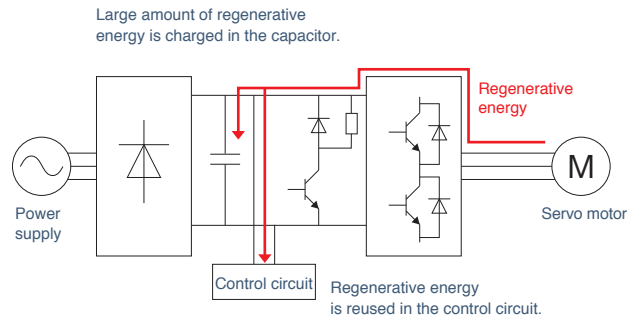 Large amount of regenerative
energy is charged in the capacitor.
Regenerative
energy
M
Power
supply
Servo motor
Control circuit
Regenerative energy
is reused in the control circuit.